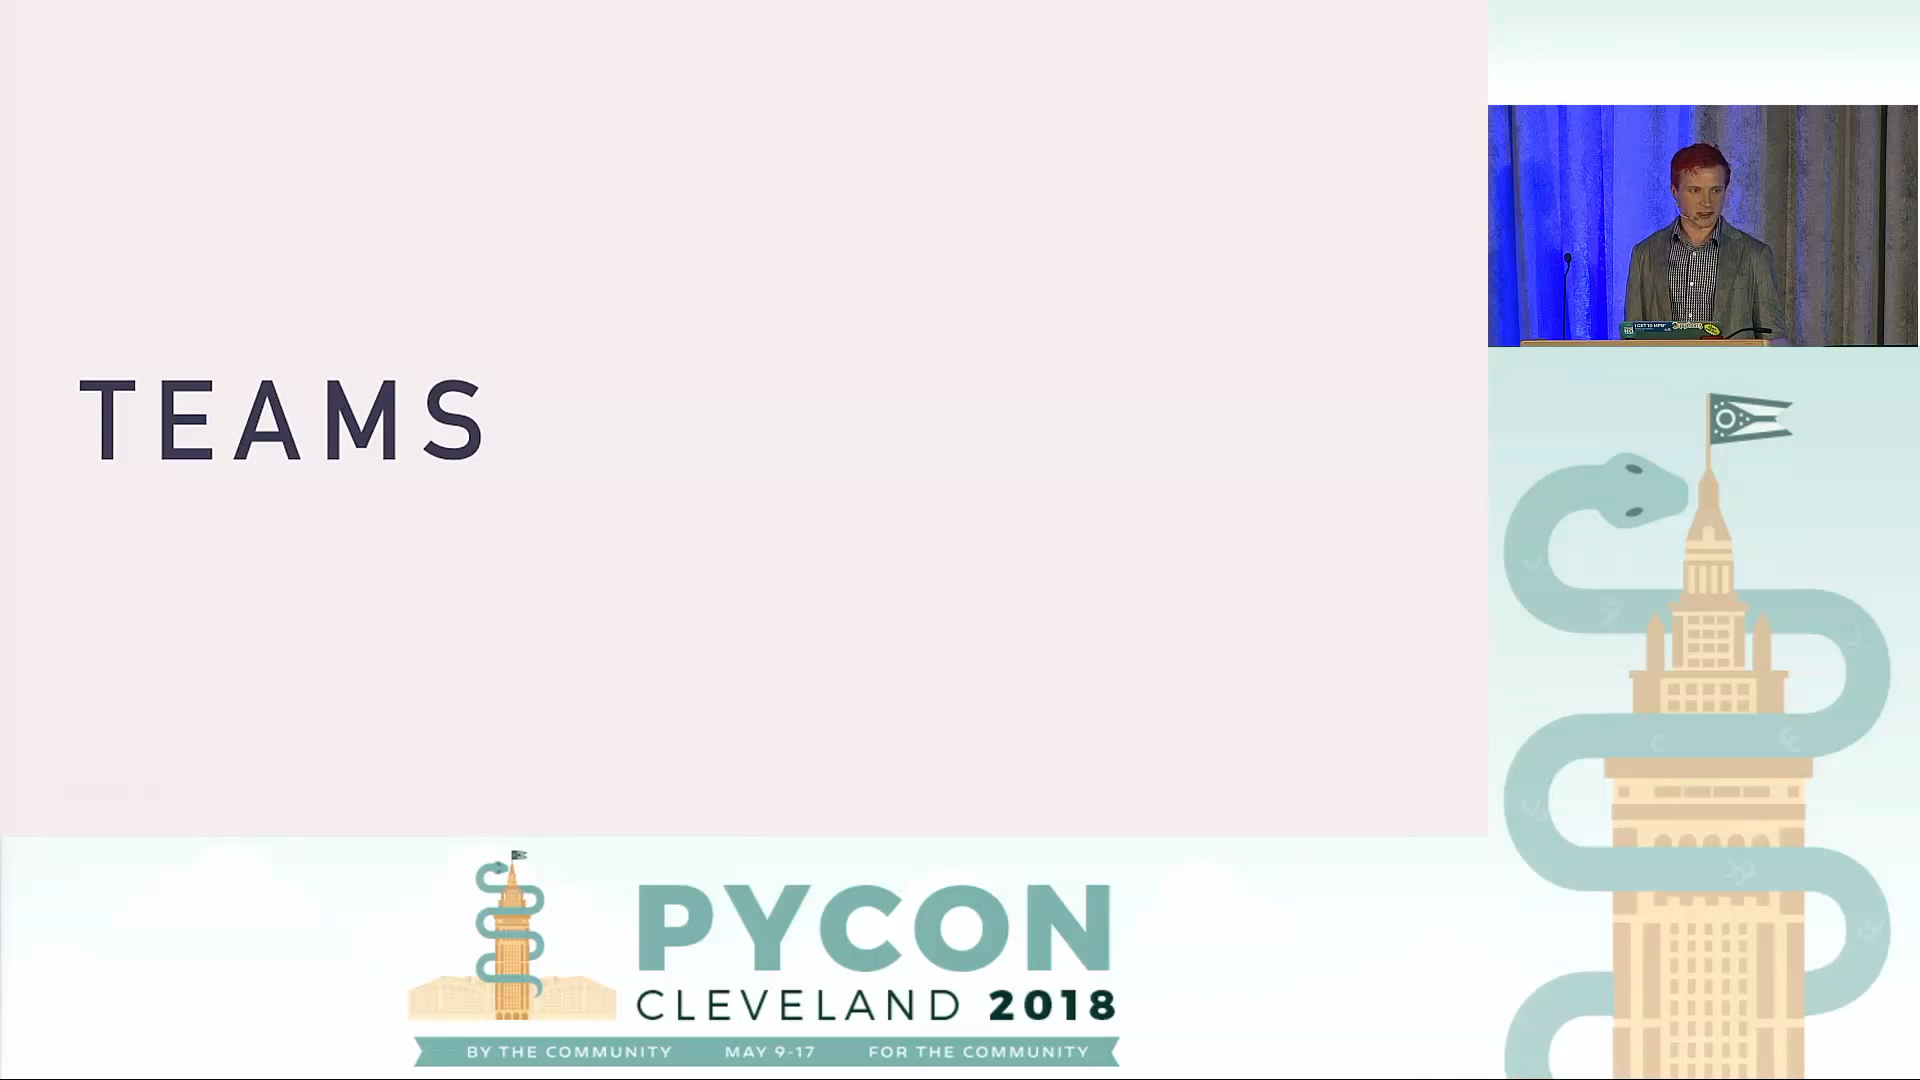 TEAMS
PYCON
CLEVELAND 2018
BY THE COMMUNITY MAY 9-17 FOR THE COMMUNITY